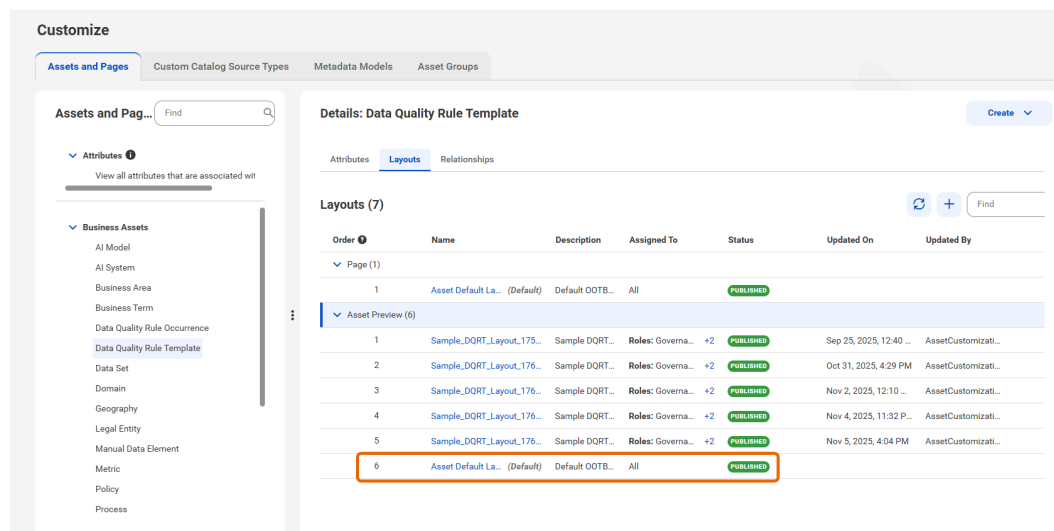 Customize
Assets and Pages Custom Catalog Source Types Metadata Models Asset Groups
Assets and Pag... Find
Attributes
View all attributes that are associated wit
Business Assets
AI Model
AI System
Business Area
Business Term
Data Quality Rule Occurrence
Data Quality Rule Template
Data Set
Domain
Geography
Legal Entity
Manual Data Element
Metric
Policy
Process
Details: Data Quality Rule Template Create
Attributes Layouts Relationships
Layouts (7) Find
Order Name Description Assigned To Status Updated On Updated By
Page (1)
1 Asset Default La... (Default) Default OOTB... All PUBLISHED
Asset Preview (6)
1 Sample_DQRT_Layout_175... Sample DQRT... Roles: Governa... +2 PUBLISHED Sep 25, 2025, 12:40 ... AssetCustomizati...
2 Sample_DQRT_Layout_176... Sample DQRT... Roles: Governa... +2 PUBLISHED Oct 31, 2025, 4:29 PM AssetCustomizati...
3 Sample_DQRT_Layout_176... Sample DQRT... Roles: Governa... +2 PUBLISHED Nov 2, 2025, 12:10 ... AssetCustomizati...
4 Sample_DQRT_Layout_176... Sample DQRT... Roles: Governa... +2 PUBLISHED Nov 4, 2025, 11:32 P... AssetCustomizati...
5 Sample_DQRT_Layout_176... Sample DQRT... Roles: Governa... +2 PUBLISHED Nov 5, 2025, 4:04 PM AssetCustomizati...
6 Asset Default La... (Default) Default OOTB... All PUBLISHED